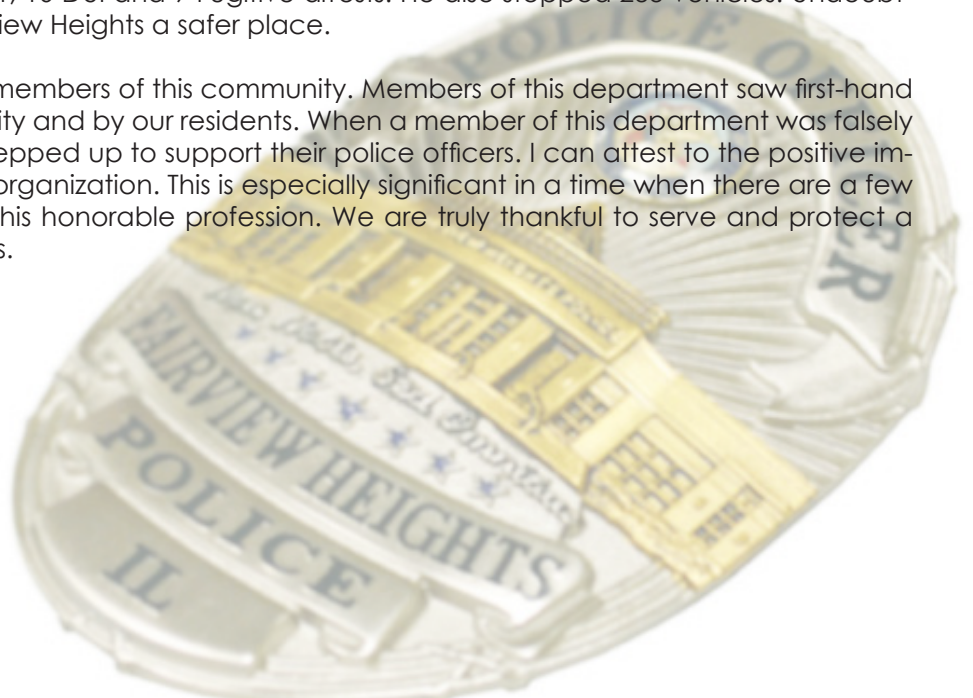 DUI and Fugitive arrests. He also stopped vehicles. Undoubt-
view Heights a safer place.
members of this community. Members of this department saw first-hand
ity and by our residents. When a member of this department was falsely
epped up to support their police officers. I can attest to the positive im-
organization. This is especially significant in a time when there are a few
his honorable profession. We are truly thankful to serve and protect a
s.
POLICE OFFICER
FAIRVIEW HEIGHTS
POLICE
IL